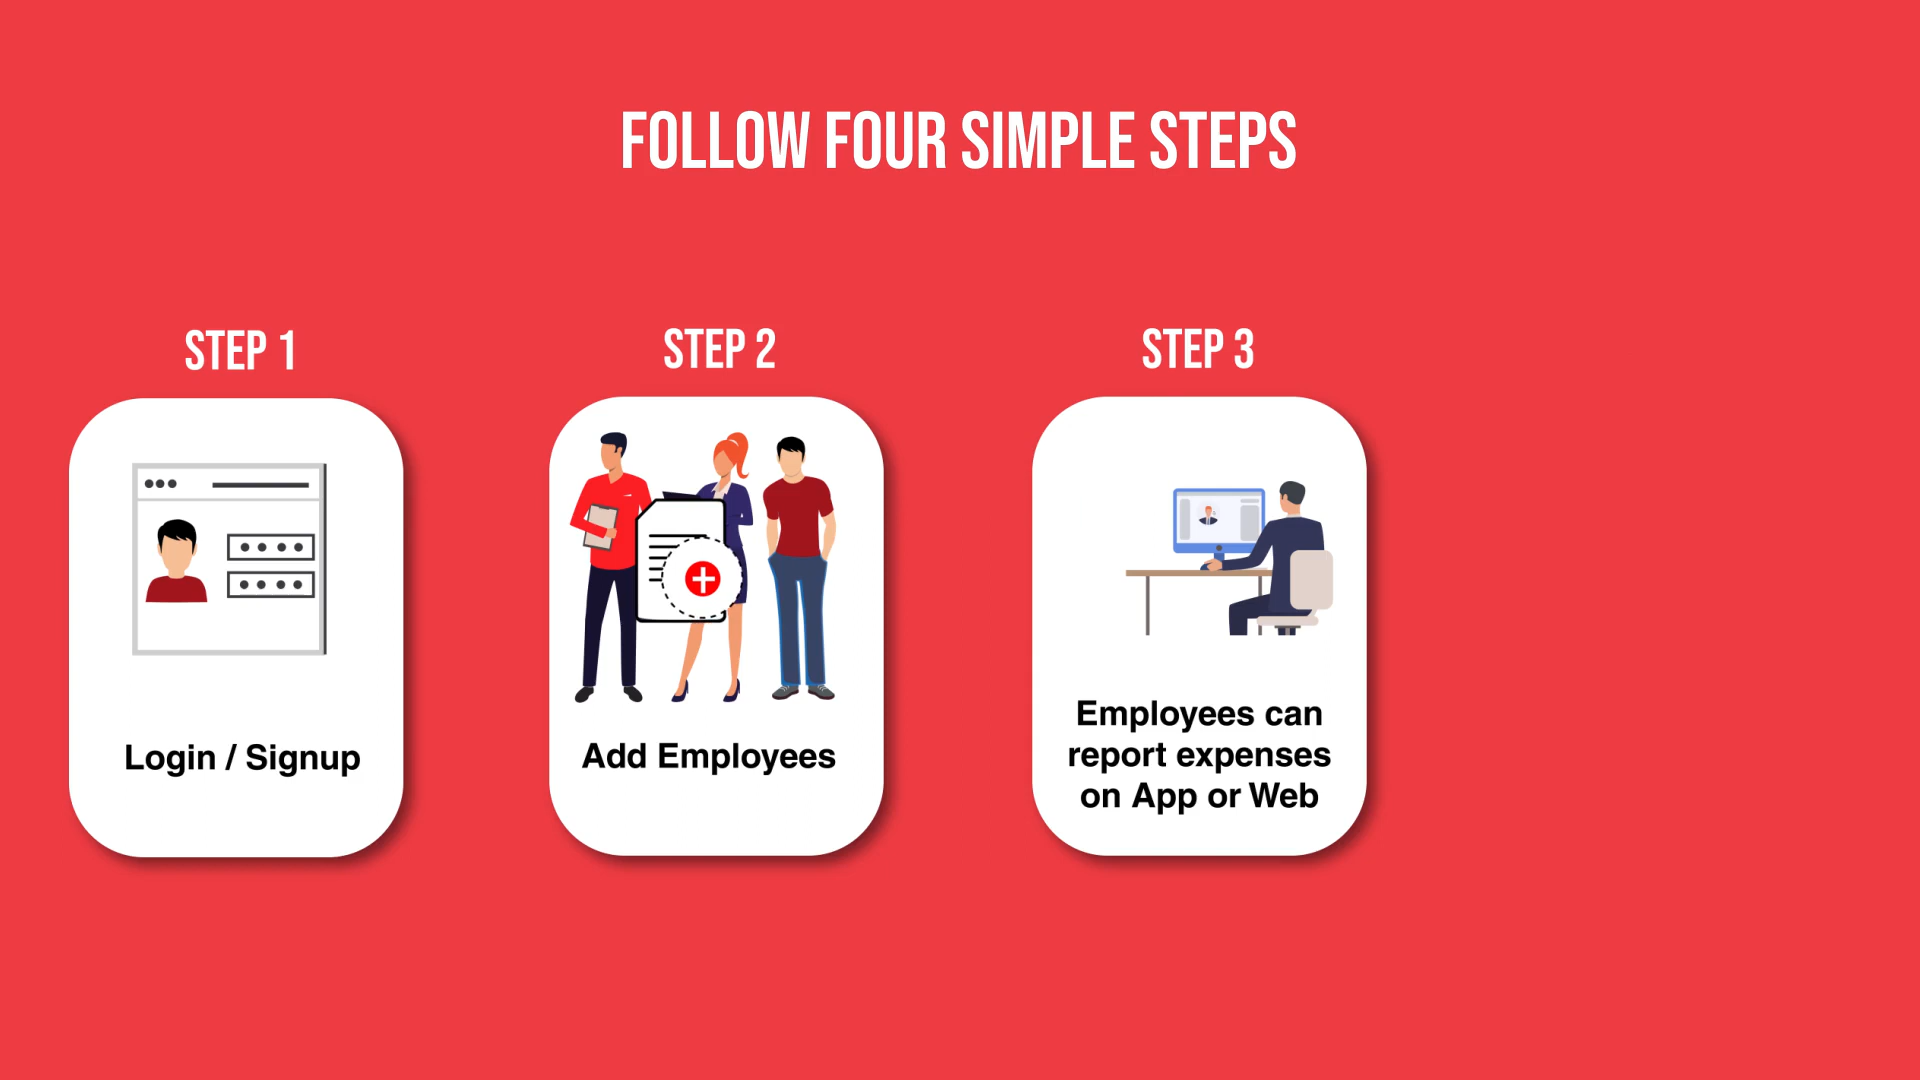 FOLLOW FOUR SIMPLE STEPS
STEP 1
Login / Signup
STEP 2
Add Employees
STEP 3
Employees can
report expenses
on App or Web